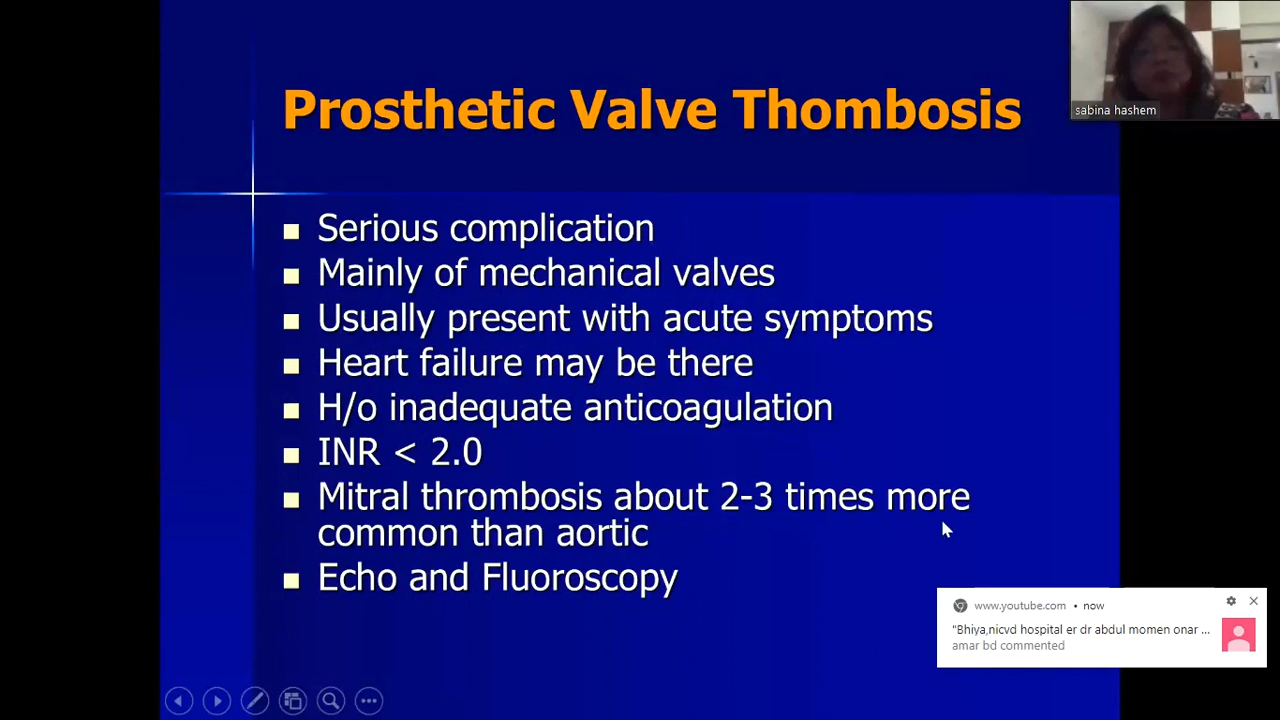 Prosthetic Valve Thombosis
sabina hashem
Serious complication
Mainly of mechanical valves
Usually present with acute symptoms
Heart failure may be there
H/o inadequate anticoagulation
INR < 2.0
Mitral thrombosis about 2-3 times more
common than aortic
Echo and Fluoroscopy
www.youtube.com • now
"Bhiya,nicvd hospital er dr abdul momen onar ...
amar bd commented